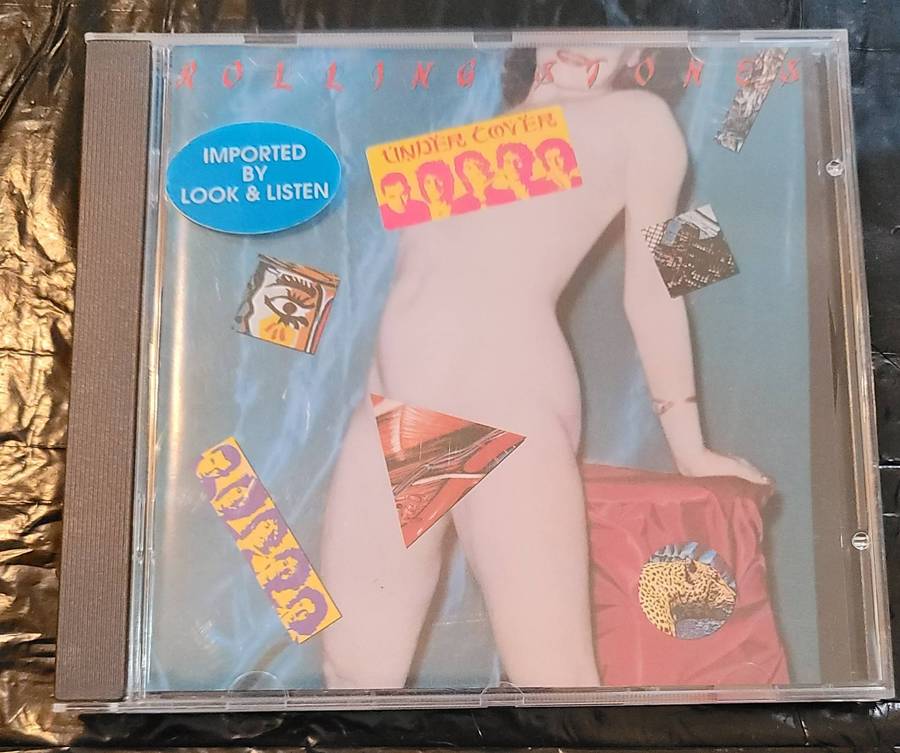 ROLLING STONES
UNDER COVER
IMPORTED
BY
LOOK & LISTEN